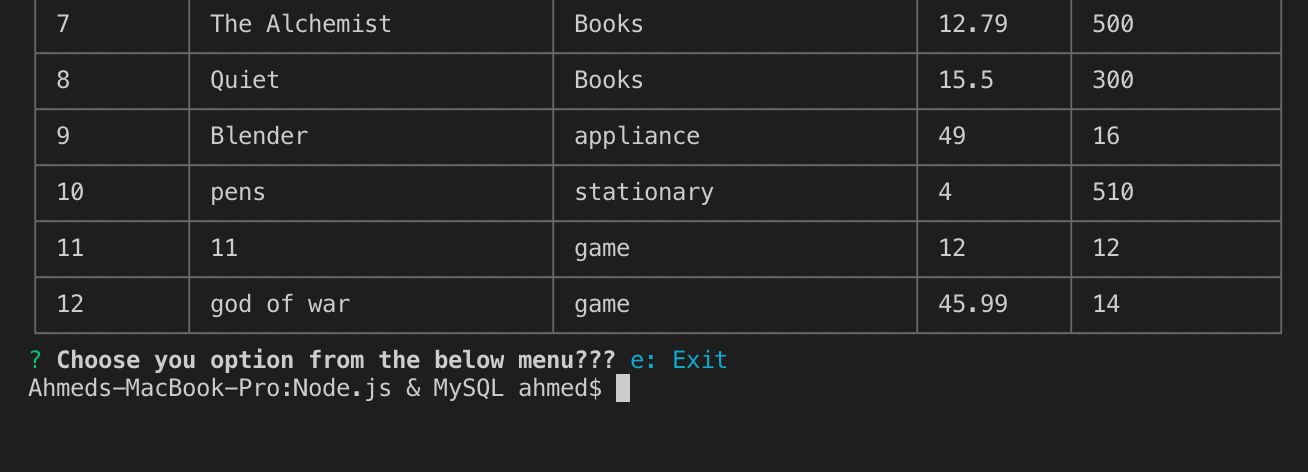 7 The Alchemist Books 12.79 500
8 Quiet Books 15.5 300
9 Blender appliance 49 16
10 pens stationary 4 510
11 11 game 12 12
12 god of war game 45.99 14
? Choose you option from the below menu??? e: Exit
Ahmeds-MacBook-Pro:Node.js & MySQL ahmed$